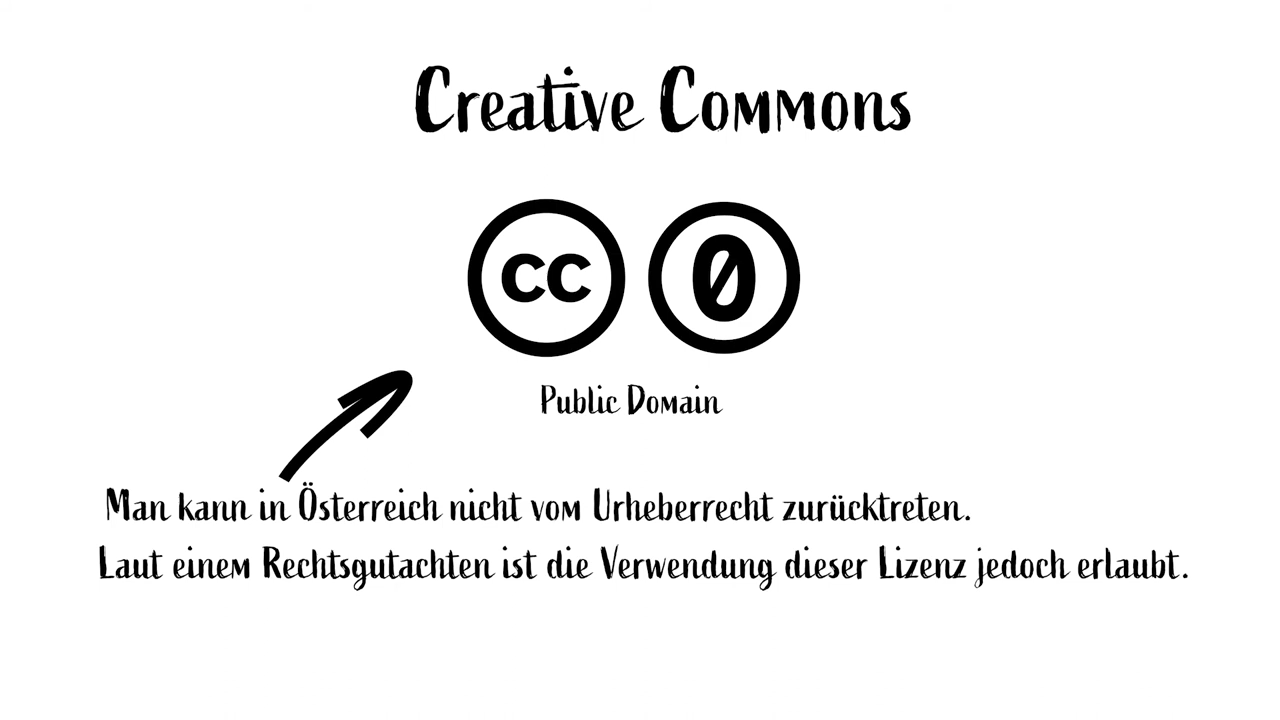 Creative Commons
cc 0
Public Domain
Man kann in Österreich nicht vom Urheberrecht zurücktreten.
Laut einem Rechtsgutachten ist die Verwendung dieser Lizenz jedoch erlaubt.